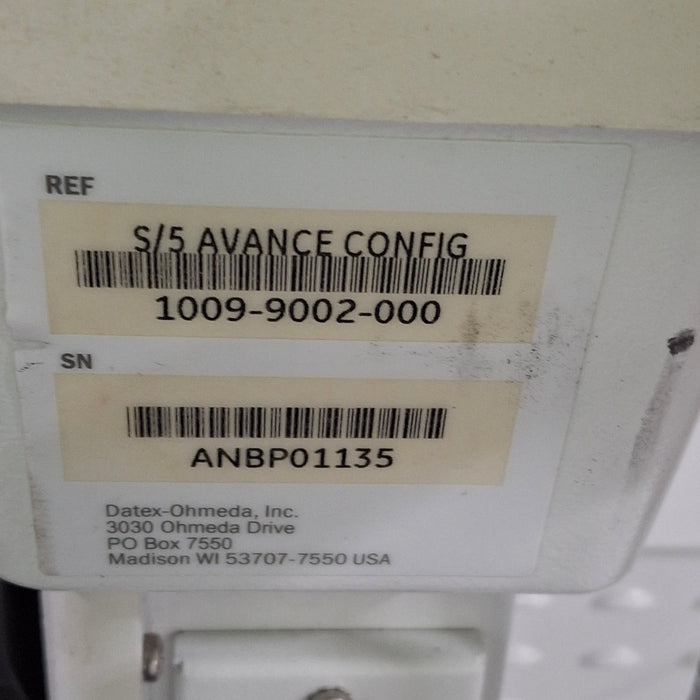 REF
S/5 AVANCE CONFIG
1009-9002-000
SN
ANBP01135
Datex-Ohmeda, Inc.
3030 Ohmeda Drive
PO Box 7550
Madison WI 53707-7550 USA